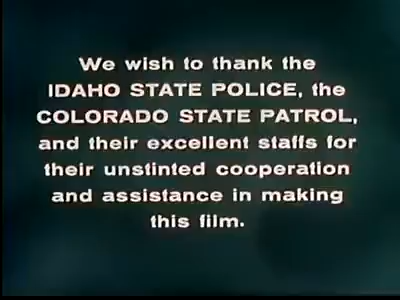 We wish to thank the
IDAHO STATE POLICE, the
COLORADO STATE PATROL,
and their excellent staffs for
their unstinted cooperation
and assistance in making
this film.